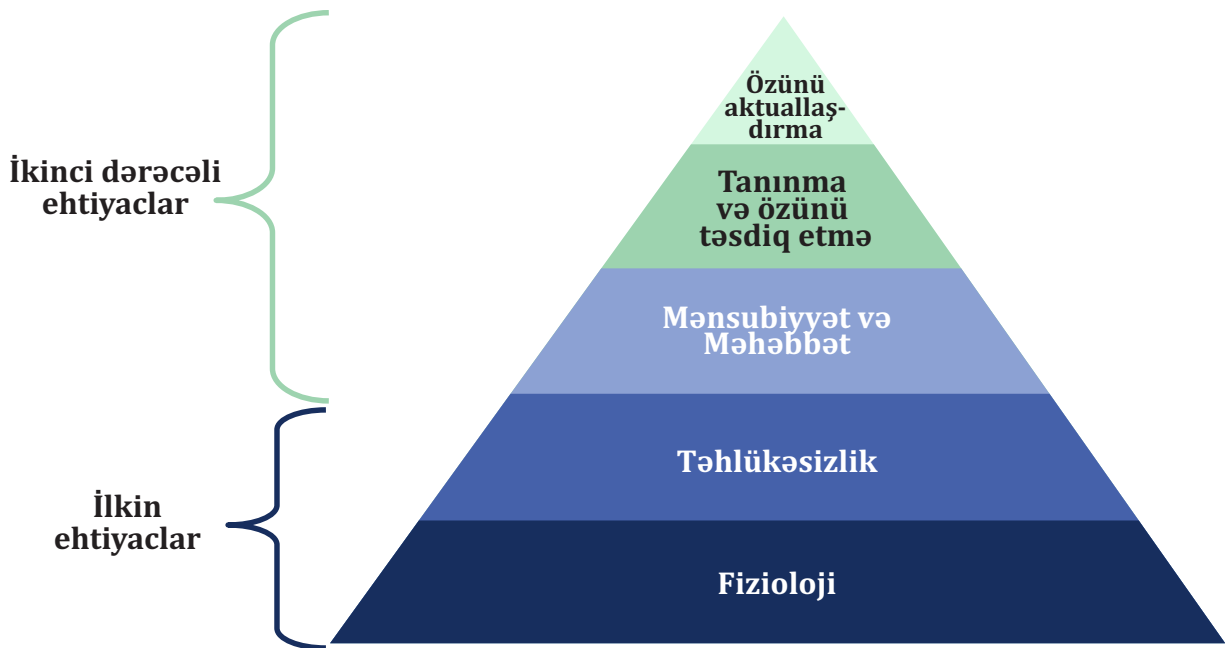 Özünü
aktuallaş-
dırma
İkinci dərəcəli
ehtiyaclar
Tanınma
və özünü
təsdiq etmə
Mənsubiyyət və
Məhəbbət
Təhlükəsizlik
İlkin
ehtiyaclar
Fizioloji